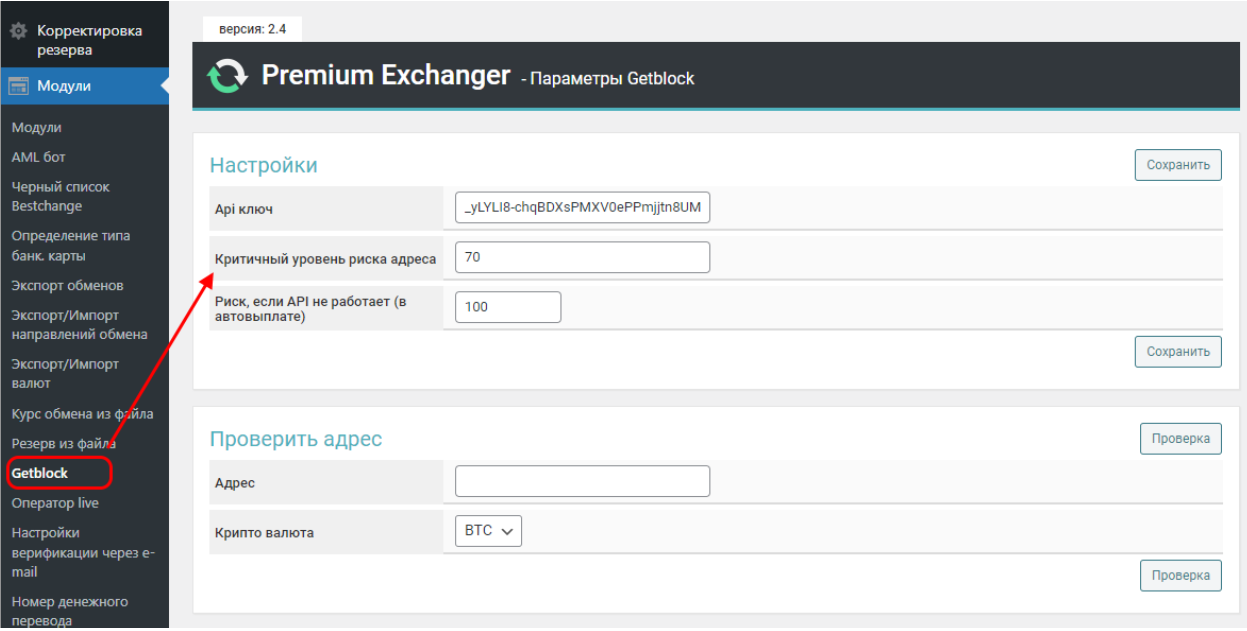 Корректировка
резерва
Модули
Модули
AML бот
Черный список
Bestchange
Определение типа
банк. карты
Экспорт обменов
Экспорт/Импорт
направлений обмена
Экспорт/Импорт
валют
Курс обмена из файла
Резерв из файла
Getblock
Оператор live
Настройки
верификации через e-
mail
Номер денежного
перевода
версия: 2.4
Premium Exchanger - Параметры Getblock
Настройки
Сохранить
Api ключ
_yLYLI8-chqBDXsPMXV0ePPmjjtn8UM
Критичный уровень риска адреса
70
Риск, если API не работает (в
автовыплате)
100
Сохранить
Проверить адрес
Проверка
Адрес
Крипто валюта
BTC
Проверка